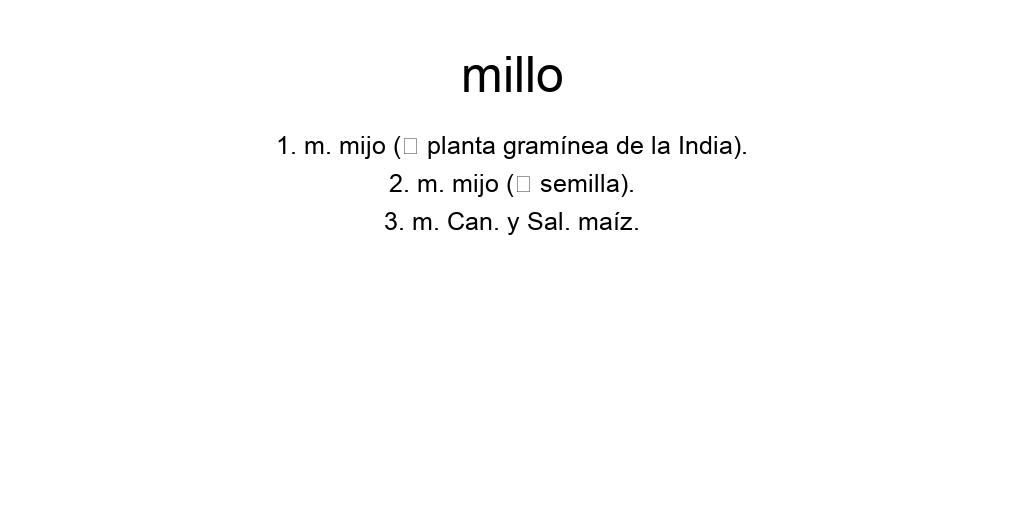 millo
1. m. mijo (□ planta gramínea de la India).
2. m. mijo (□ semilla).
3. m. Can. y Sal. maíz.